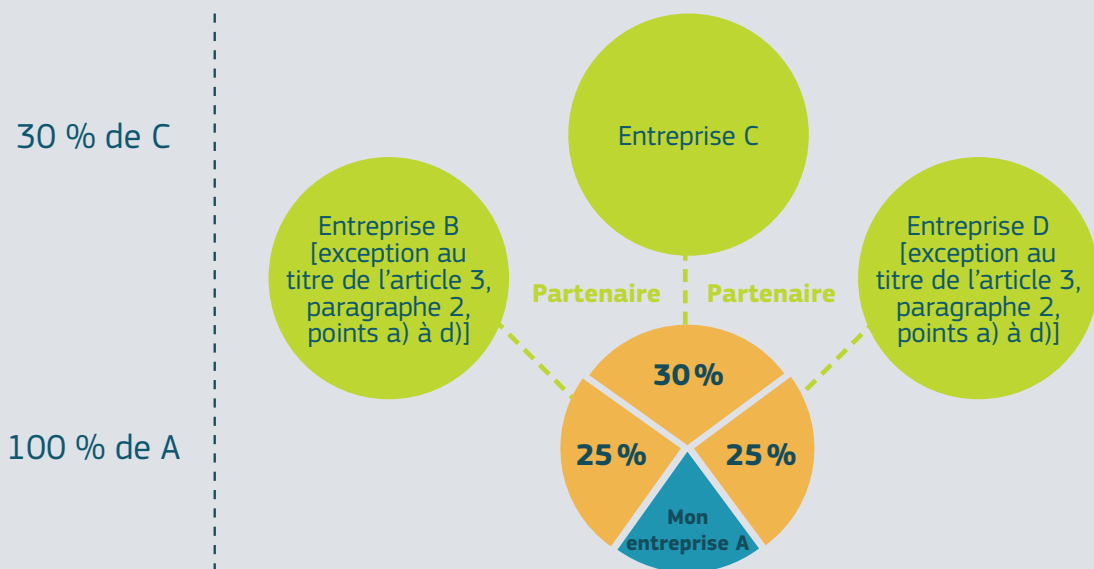 30 % de C
Entreprise C
Entreprise B
[exception au
titre de l'article 3,
paragraphe 2,
points a) à d)]
Entreprise D
[exception au
titre de l'article 3,
paragraphe 2,
points a) à d)]
Partenaire
Partenaire
30 %
100 % de A
25 %
25 %
Mon
entreprise A